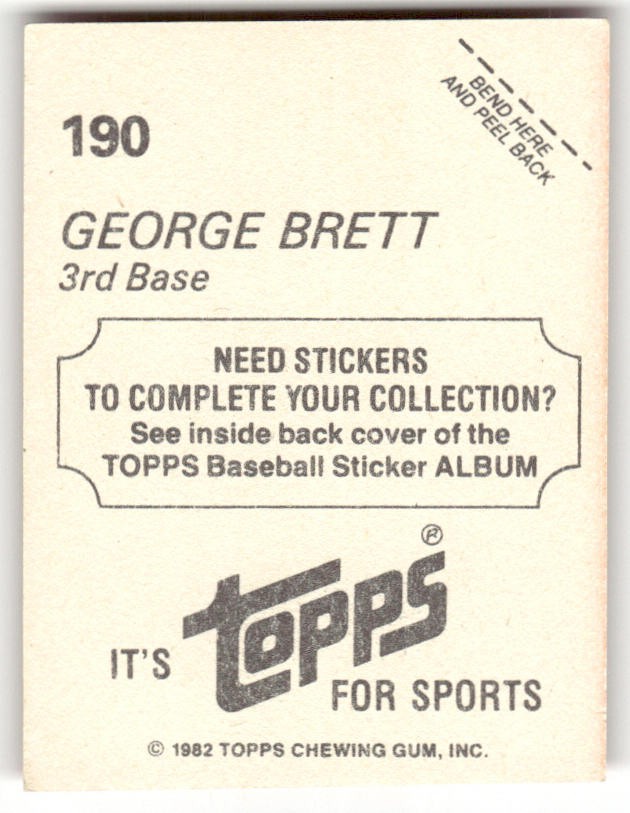 BEND HERE
AND PEEL BACK
190
GEORGE BRETT
3rd Base
NEED STICKERS
TO COMPLETE YOUR COLLECTION?
See inside back cover of the
TOPPS Baseball Sticker ALBUM
IT'S topps®
FOR SPORTS
© 1982 TOPPS CHEWING GUM, INC.